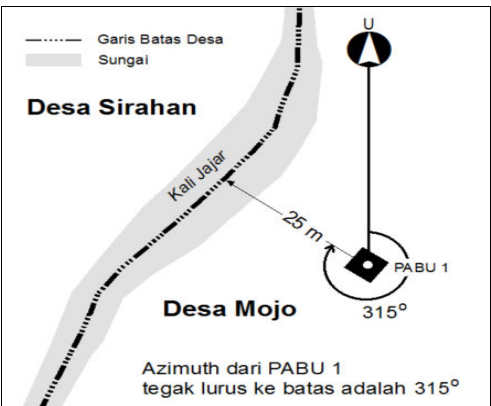 U
Garis Batas Desa
Sungai
Desa Sirahan
Kali Jajar
25 m
PABU 1
Desa Mojo
315°
Azimuth dari PABU 1
tegak lurus ke batas adalah 315°